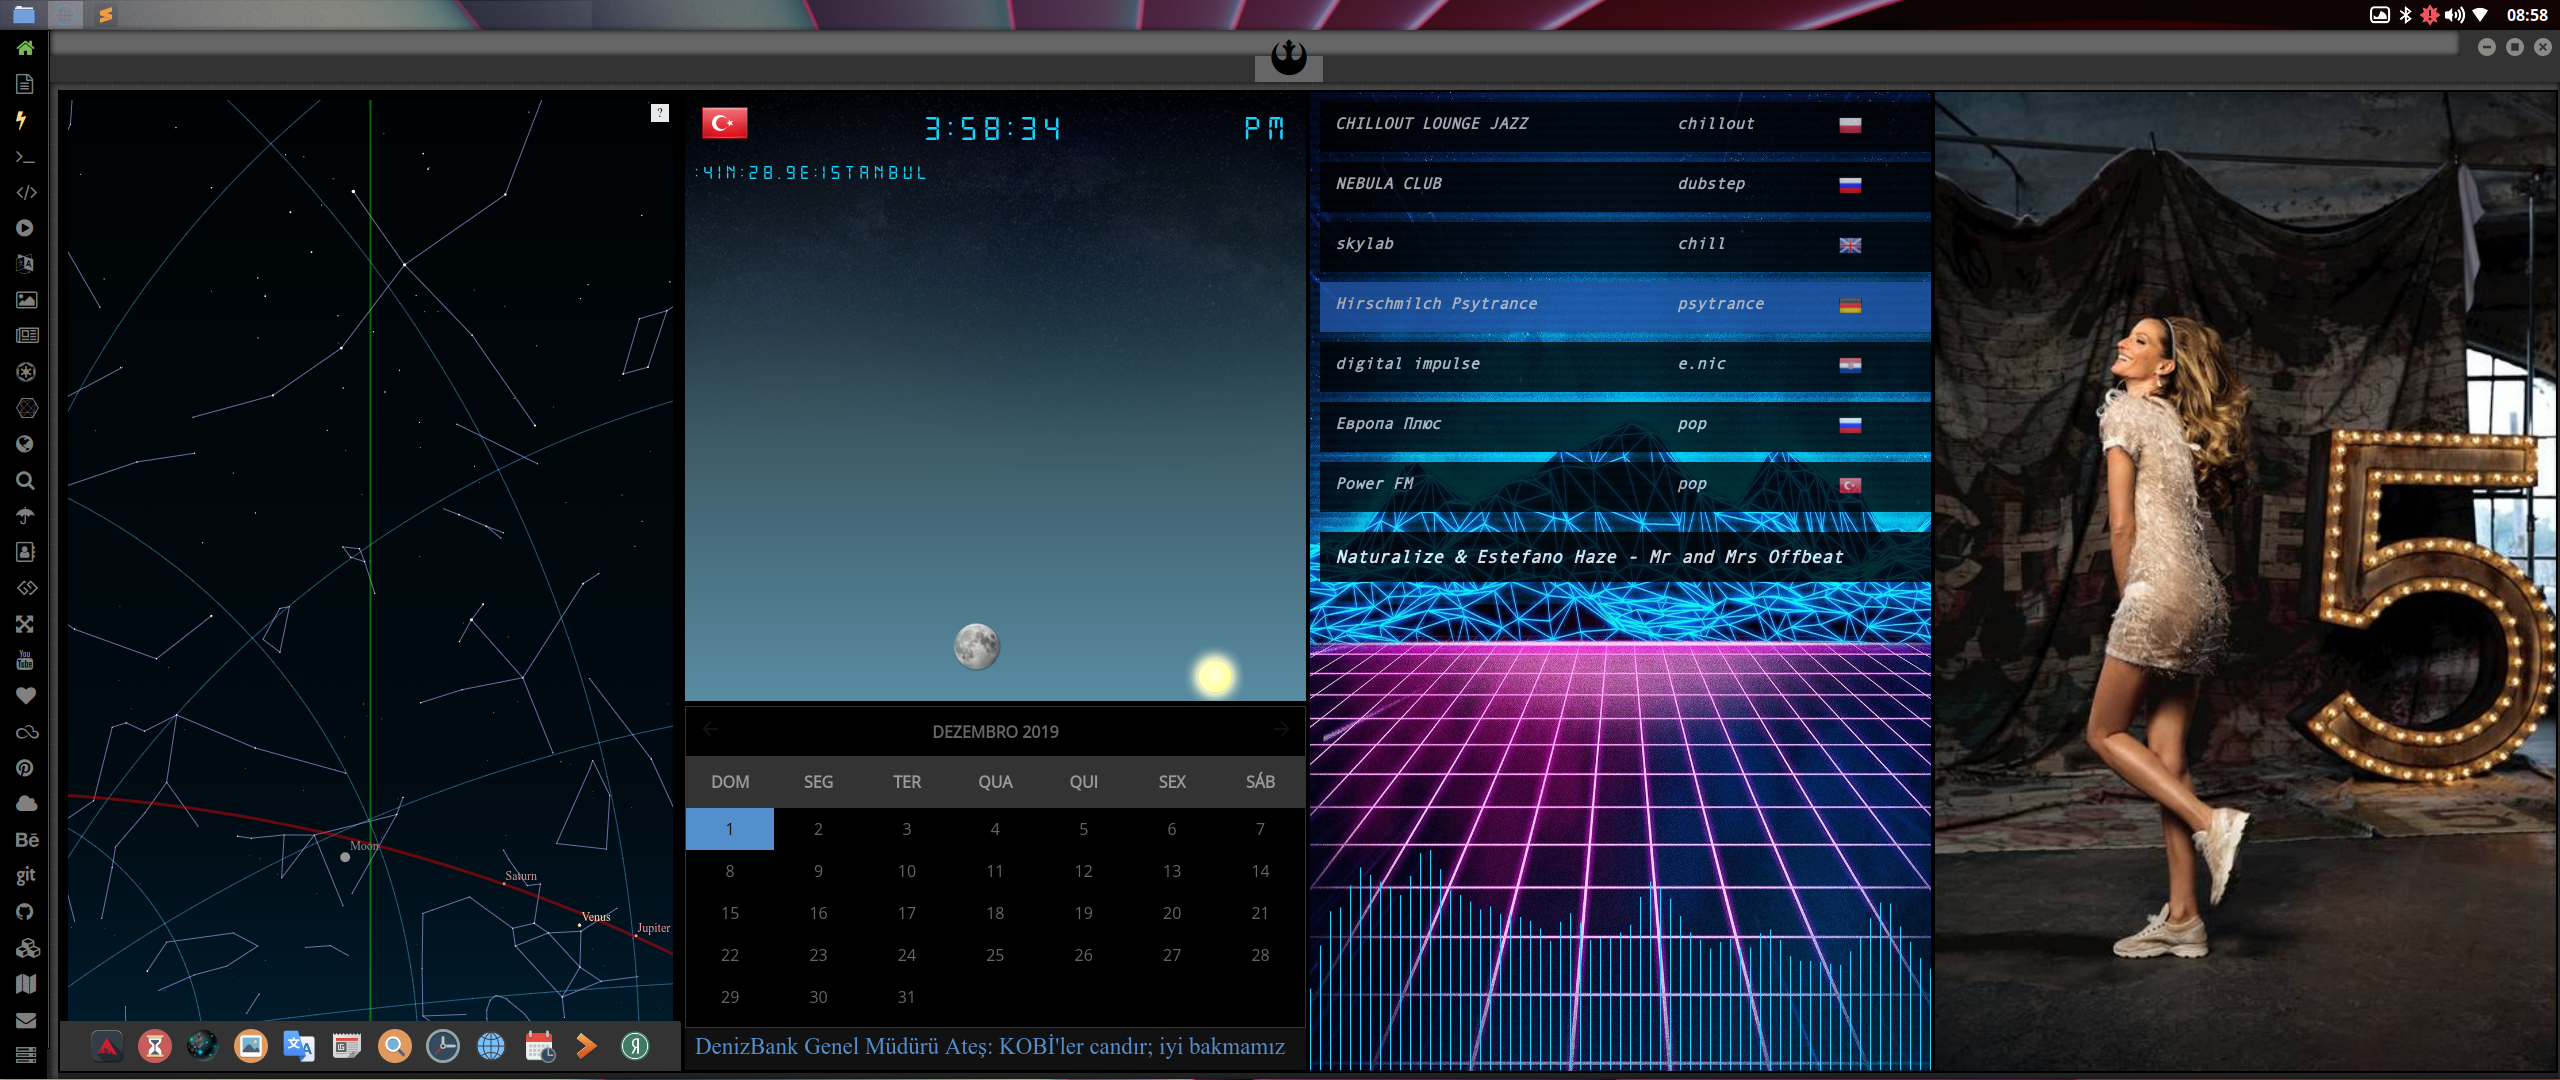 08:58
?
Moon
Saturn
Venus
Jupiter
3:58:34 PM
:41N:28.9E:ISTANBUL
DEZEMBRO 2019
DOM SEG TER QUA QUI SEX SÁB
1 2 3 4 5 6 7
8 9 10 11 12 13 14
15 16 17 18 19 20 21
22 23 24 25 26 27 28
29 30 31
DenizBank Genel Müdürü Ateş: KOBİ'ler candır; iyi bakmamız
CHILLOUT LOUNGE JAZZ chillout
NEBULA CLUB dubstep
skylab chill
Hirschmilch Psytrance psytrance
digital impulse e.nic
Европа Плюс pop
Power FM pop
Naturalize & Estefano Haze - Mr and Mrs Offbeat
5
You
Tube
Bē
git